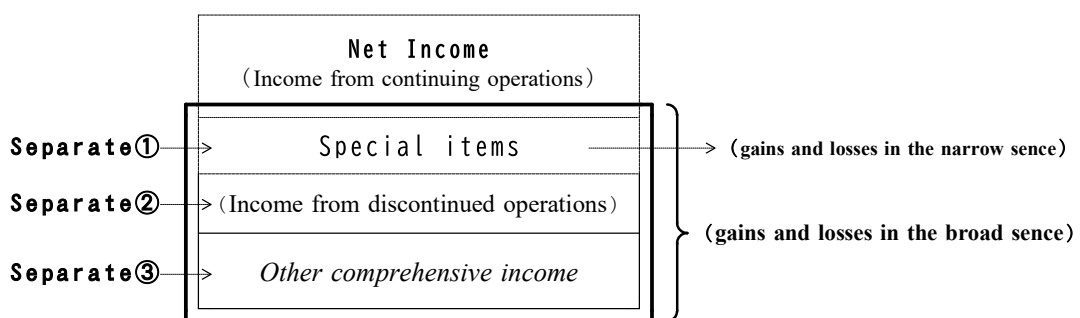 Net Income
（Income from continuing operations）
Separate① Special items （gains and losses in the narrow sence）
Separate② （Income from discontinued operations）
（gains and losses in the broad sence）
Separate③ Other comprehensive income